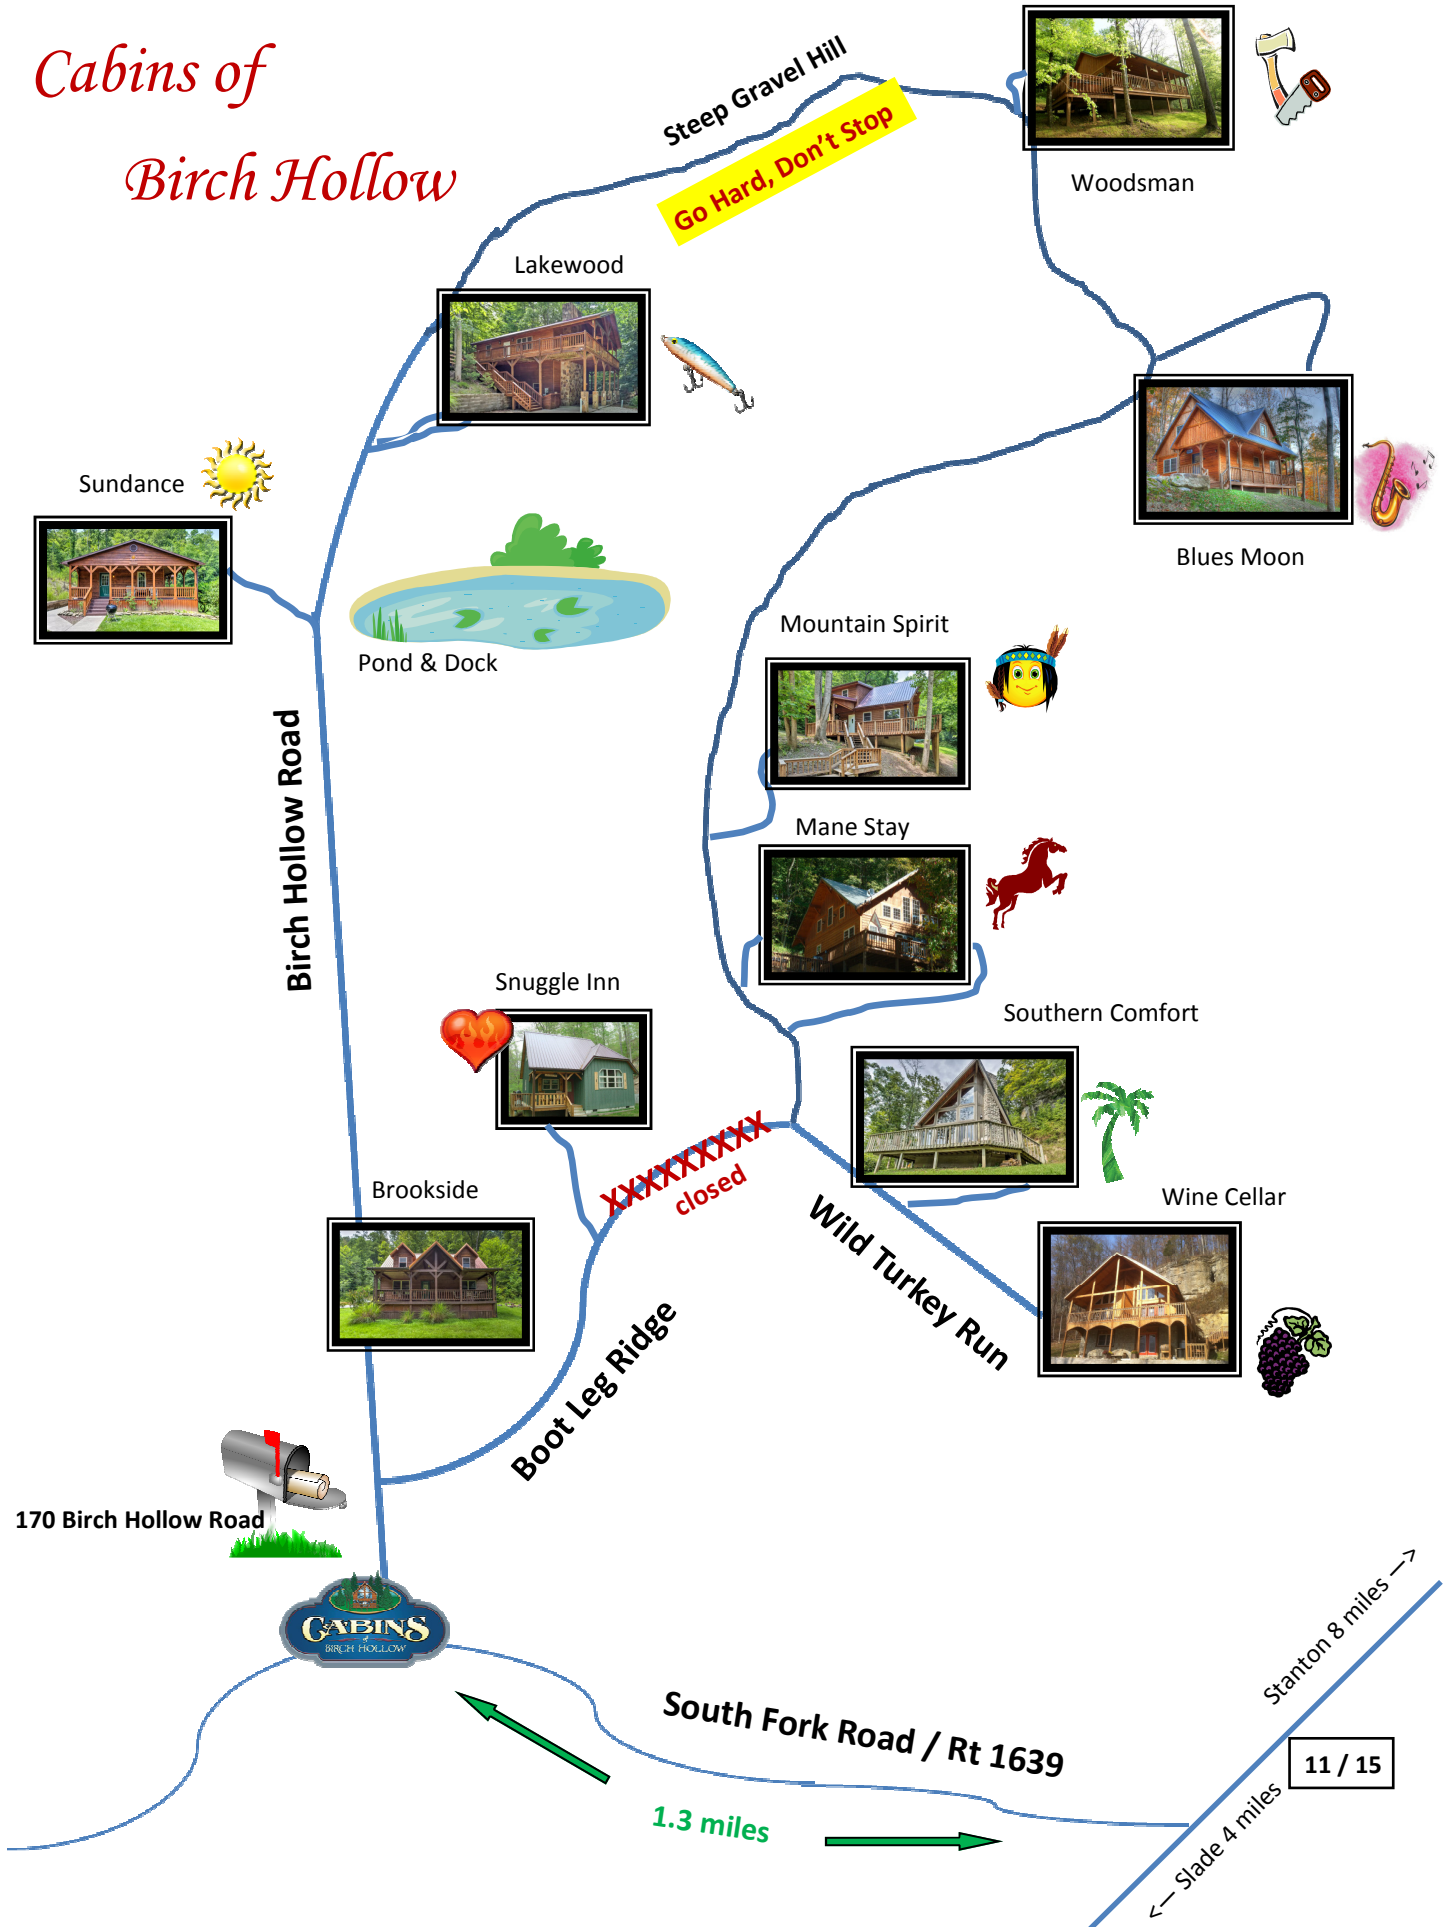 Cabins of
Birch Hollow
Steep Gravel Hill
Go Hard, Don't Stop
Woodsman
Lakewood
Sundance
Blues Moon
Mountain Spirit
Pond & Dock
Birch Hollow Road
Mane Stay
Snuggle Inn
Southern Comfort
XXXXXXXXX
closed
Brookside
Wine Cellar
Wild Turkey Run
Boot Leg Ridge
170 Birch Hollow Road
CABINS
of
BIRCH HOLLOW
South Fork Road / Rt 1639
1.3 miles
Stanton 8 miles -->
11 / 15
<-- Slade 4 miles